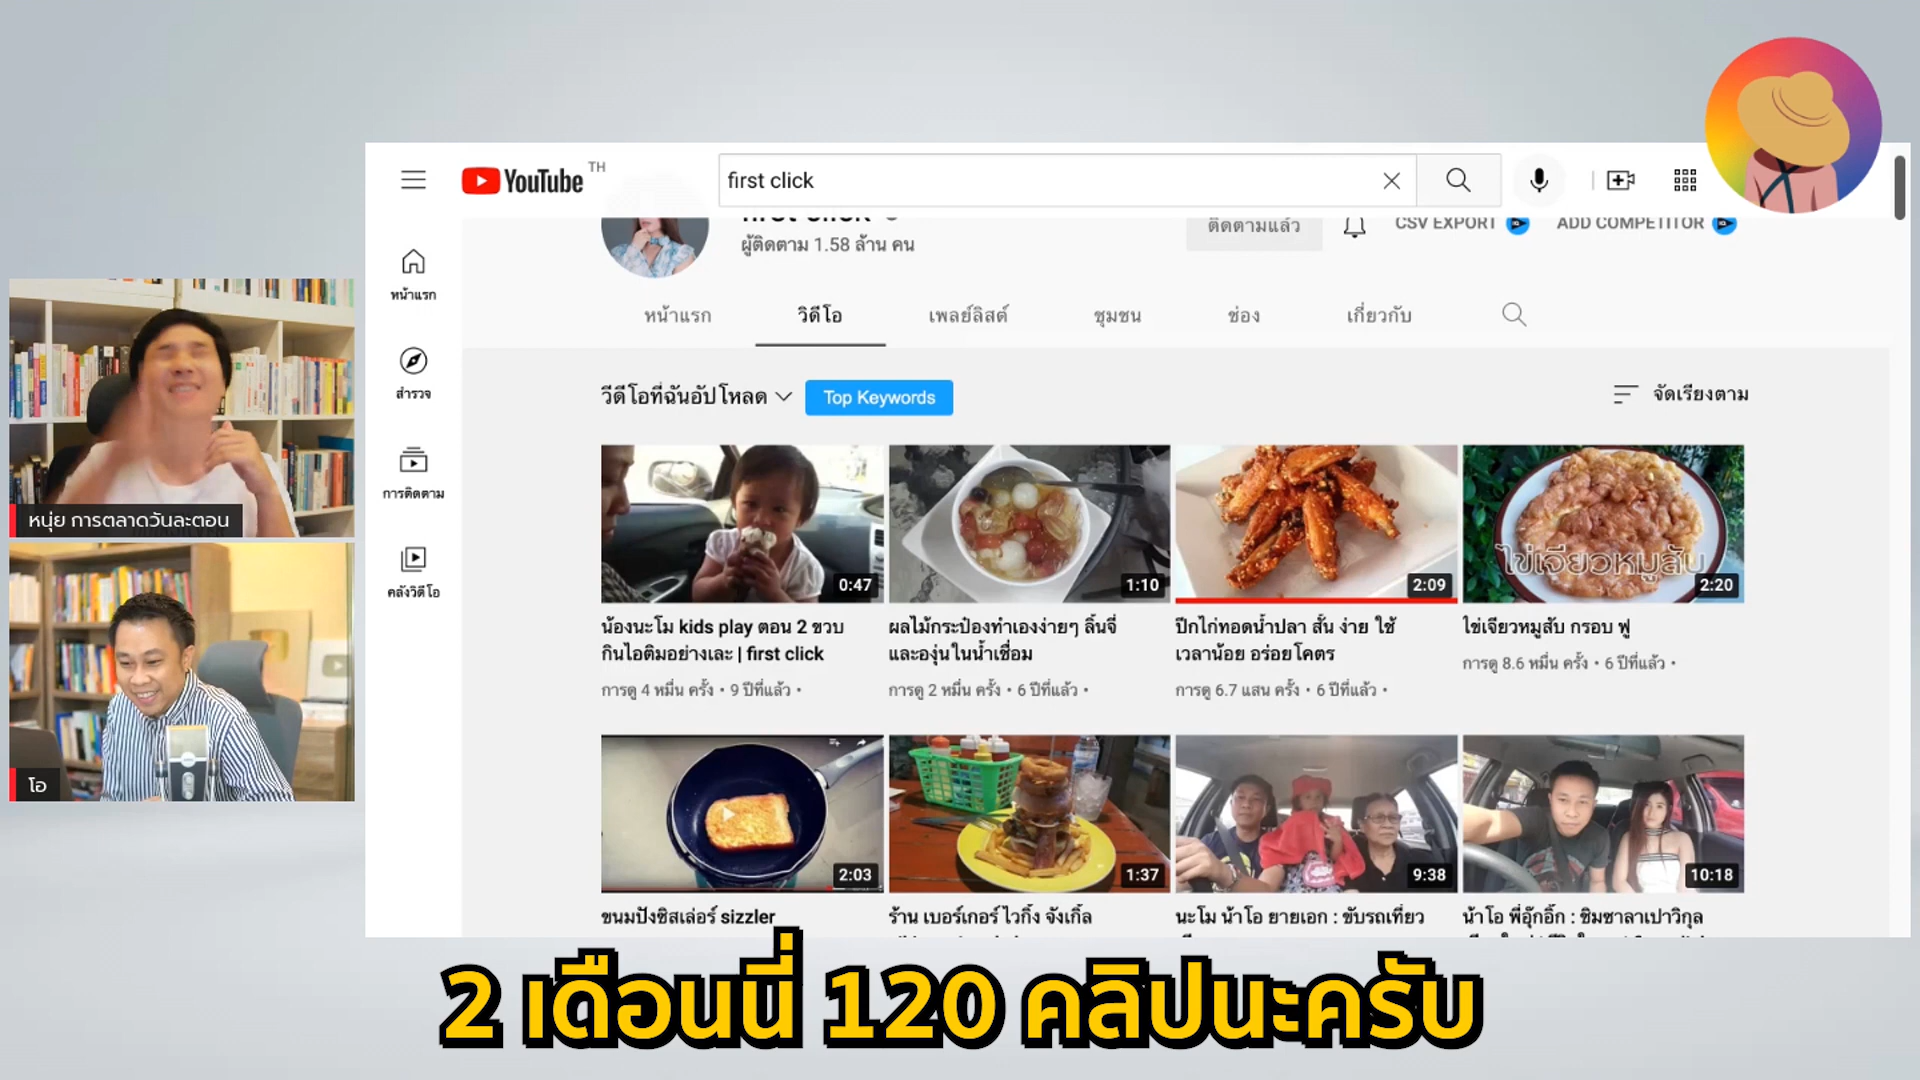 YouTube TH
first click
first click
ผู้ติดตาม 1.58 ล้าน คน
ติดตามแล้ว
CSV EXPORT
ADD COMPETITOR
หน้าแรก
สำรวจ
การติดตาม
คลังวิดีโอ
หน้าแรก
วิดีโอ
เพลย์ลิสต์
ชุมชน
ช่อง
เกี่ยวกับ
วีดีโอที่ฉันอัปโหลด
Top Keywords
จัดเรียงตาม
0:47
น้องนะโม kids play ตอน 2 ขวบ
กินไอติมอย่างเละ | first click
การดู 4 หมื่น ครั้ง • 9 ปีที่แล้ว •
1:10
ผลไม้กระป๋องทำเองง่ายๆ ลิ้นจี่
และองุ่นในน้ำเชื่อม
การดู 2 หมื่น ครั้ง • 6 ปีที่แล้ว •
2:09
ปีกไก่ทอดน้ำปลา สั้น ง่าย ใช้
เวลาน้อย อร่อยโคตร
การดู 6.7 แสน ครั้ง • 6 ปีที่แล้ว •
ไข่เจียวหมูสับ
2:20
ไข่เจียวหมูสับ กรอบ ฟู
การดู 8.6 หมื่น ครั้ง • 6 ปีที่แล้ว •
2:03
ขนมปังซิสเล่อร์ sizzler
1:37
ร้าน เบอร์เกอร์ ไวกิ้ง จังเกิ้ล
9:38
นะโม น้าโอ ยายเอก : ขับรถเที่ยว
10:18
น้าโอ พี่อุ๊กอิ๊ก : ชิมซาลาเปาวิกุล
หนุ่ย การตลาดวันละตอน
โอ
2 เดือนนี่ 120 คลิปนะครับ